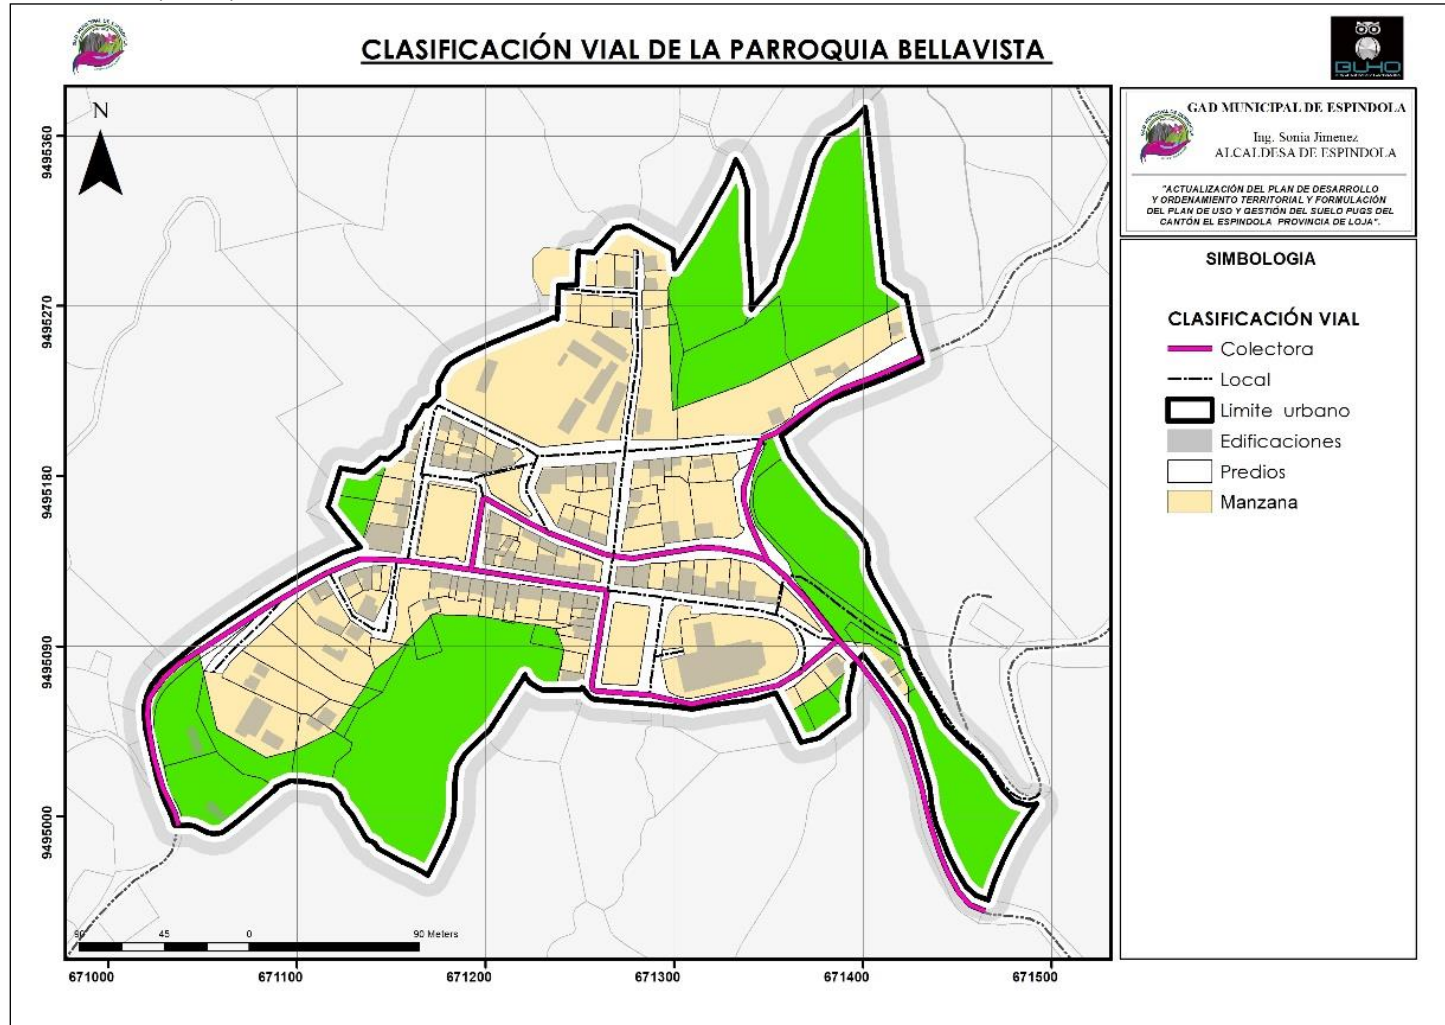 CLASIFICACIÓN VIAL DE LA PARROQUIA BELLAVISTA
BUHO
GAD MUNICIPAL DE ESPINDOLA
Ing. Sonia Jimenez
ALCALDESA DE ESPINDOLA
"ACTUALIZACIÓN DEL PLAN DE DESARROLLO
Y ORDENAMIENTO TERRITORIAL Y FORMULACIÓN
DEL PLAN DE USO Y GESTIÓN DEL SUELO PUGS DEL
CANTÓN EL ESPINDOLA PROVINCIA DE LOJA".
SIMBOLOGIA
CLASIFICACIÓN VIAL
Colectora
Local
Limite urbano
Edificaciones
Predios
Manzana
N
9495360
9495270
9495180
9495090
9495000
90 45 0 90 Meters
671000 671100 671200 671300 671400 671500